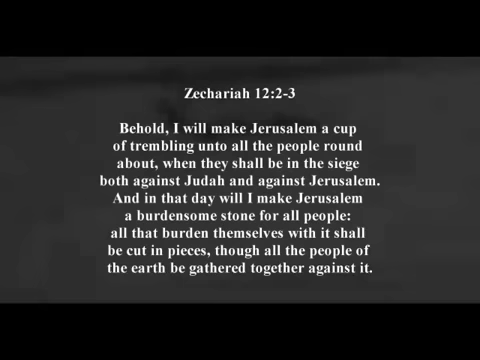 Zechariah 12:2-3
Behold, I will make Jerusalem a cup
of trembling unto all the people round
about, when they shall be in the siege
both against Judah and against Jerusalem.
And in that day will I make Jerusalem
a burdensome stone for all people:
all that burden themselves with it shall
be cut in pieces, though all the people of
the earth be gathered together against it.